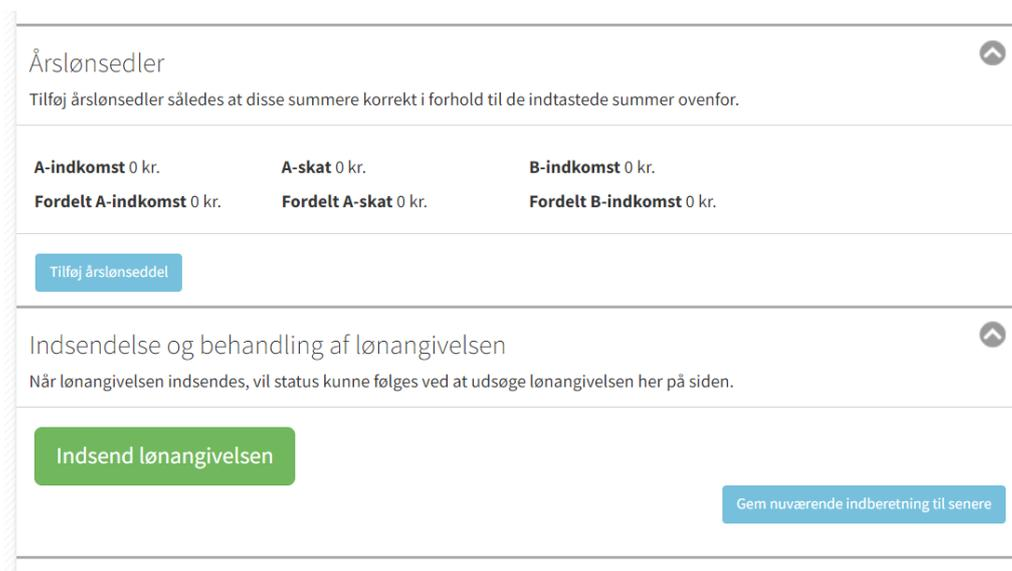 Årslønsedler
Tilføj årslønsedler således at disse summere korrekt i forhold til de indtastede summer ovenfor.
A-indkomst 0 kr. A-skat 0 kr. B-indkomst 0 kr.
Fordelt A-indkomst 0 kr. Fordelt A-skat 0 kr. Fordelt B-indkomst 0 kr.
Tilføj årslønseddel
Indsendelse og behandling af lønangivelsen
Når lønangivelsen indsendes, vil status kunne følges ved at udsøge lønangivelsen her på siden.
Indsend lønangivelsen
Gem nuværende indberetning til senere